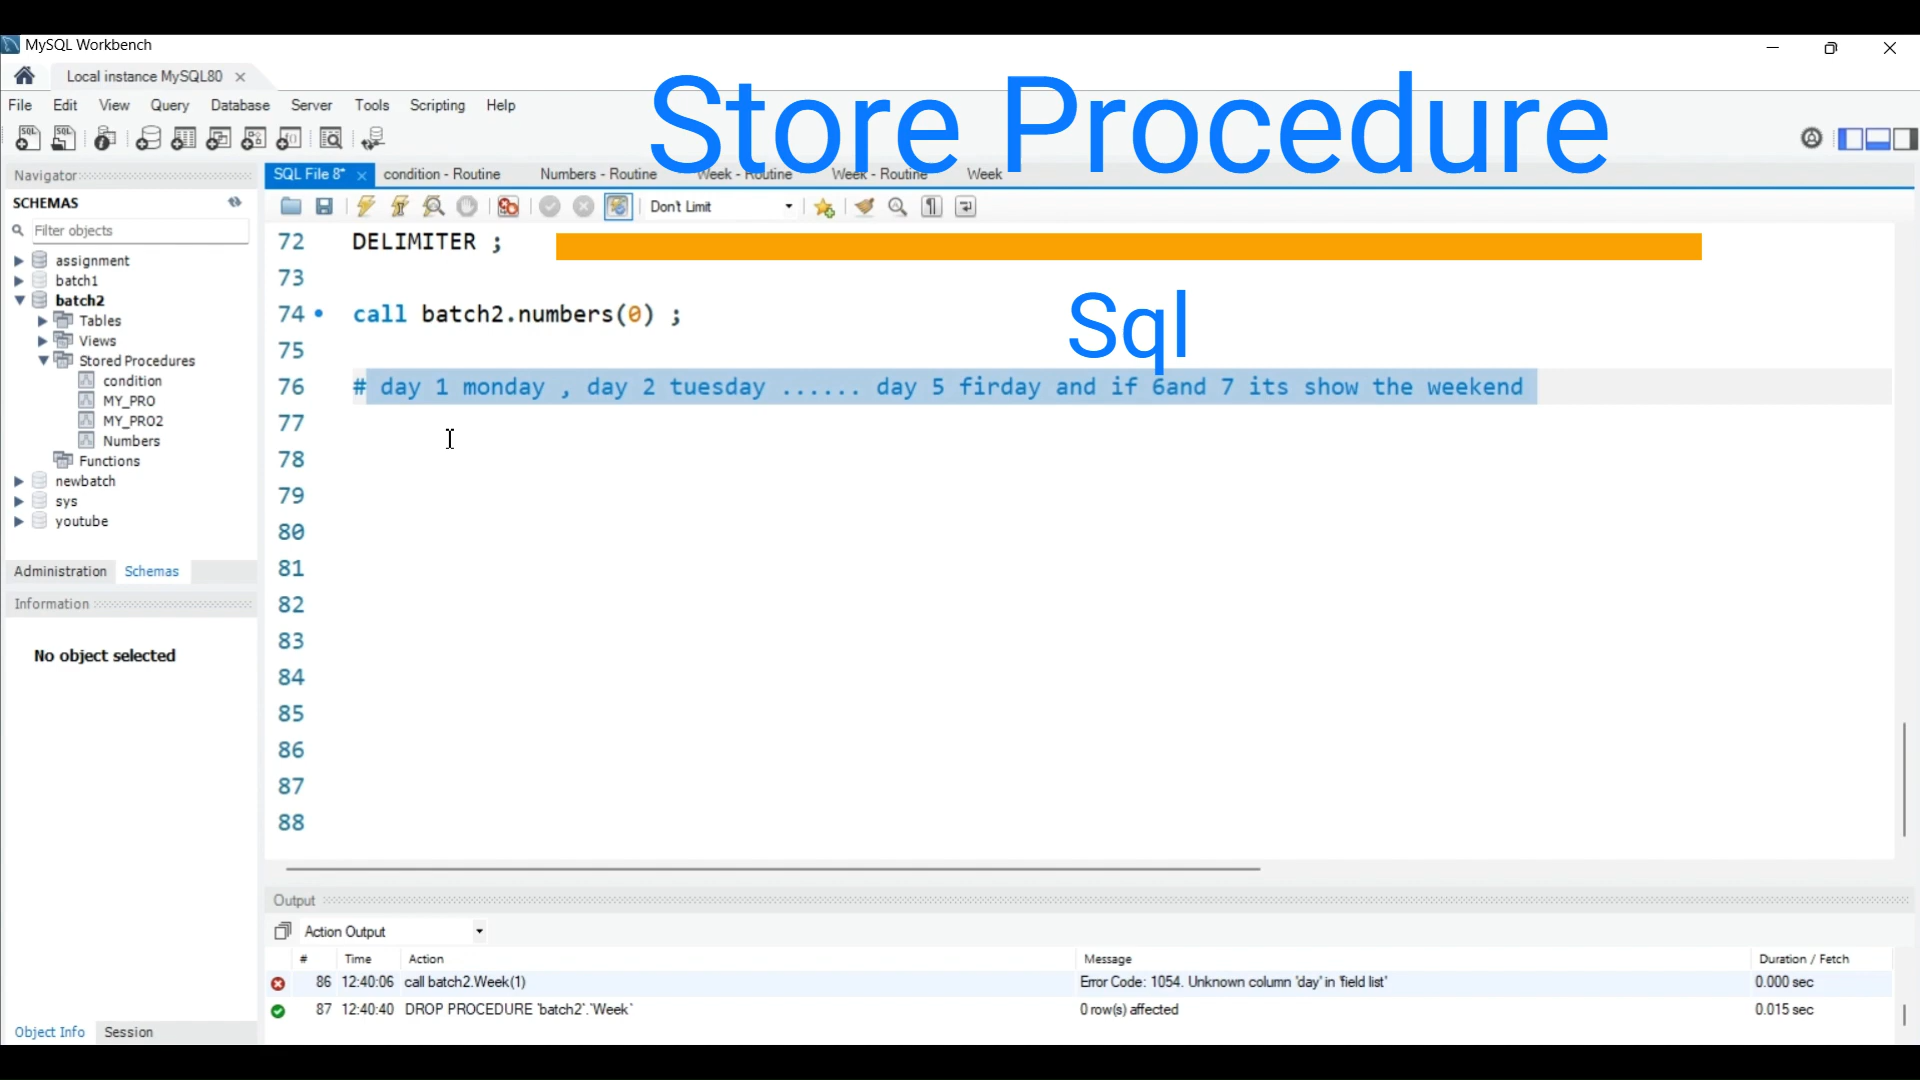 MySQL Workbench
Local instance MySQL80
File Edit View Query Database Server Tools Scripting Help
Store Procedure
Navigator
SQL File 8* condition - Routine Numbers - Routine Week - Routine Week - Routine Week
SCHEMAS
Don't Limit
Filter objects
assignment
batch1
batch2
Tables
Views
Stored Procedures
condition
MY_PRO
MY_PRO2
Numbers
Functions
newbatch
sys
youtube
Administration Schemas
Information
No object selected
Object Info Session
72 DELIMITER ;
73
74 call batch2.numbers(0) ;
Sql
75
76 # day 1 monday , day 2 tuesday ...... day 5 firday and if 6and 7 its show the weekend
77
78
79
80
81
82
83
84
85
86
87
88
Output
Action Output
# Time Action Message Duration / Fetch
86 12:40:06 call batch2.Week(1) Error Code: 1054. Unknown column 'day' in 'field list' 0.000 sec
87 12:40:40 DROP PROCEDURE `batch2`.`Week` 0 row(s) affected 0.015 sec